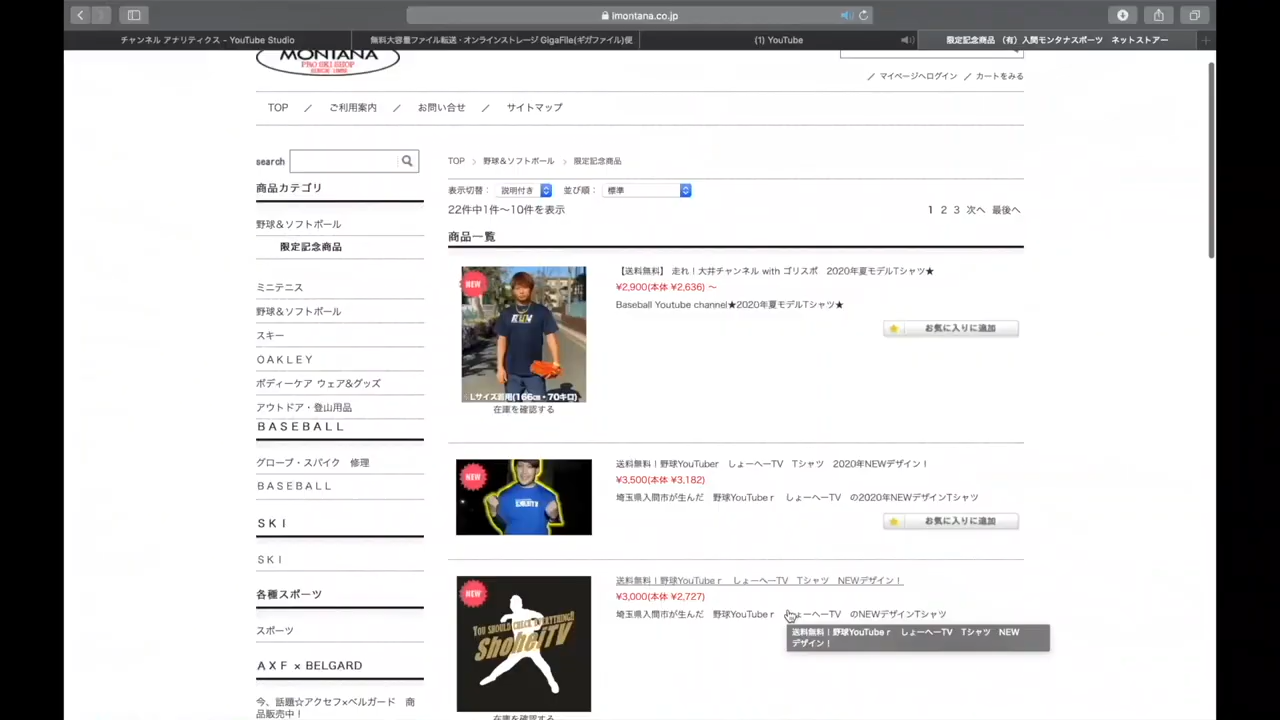 lmontana.co.jp
チャンネル アナリティクス - YouTube Studio
無料大容量ファイル転送・オンラインストレージ GigaFile(ギガファイル)便
(1) YouTube
限定記念商品 （有）入間モンタナスポーツ ネットストアー
MONTANA
PRO SKI SHOP
／ マイページへログイン ／ カートをみる
TOP ／ ご利用案内 ／ お問い合せ ／ サイトマップ
search
商品カテゴリ
野球＆ソフトボール
限定記念商品
ミニテニス
野球＆ソフトボール
スキー
ＯＡＫＬＥＹ
ボディーケア ウェア&グッズ
アウトドア・登山用品
ＢＡＳＥＢＡＬＬ
グローブ・スパイク 修理
ＢＡＳＥＢＡＬＬ
ＳＫＩ
ＳＫＩ
各種スポーツ
スポーツ
ＡＸＦ × BELGARD
今、話題☆アクセフ×ベルガード 商
品販売中！
TOP 〉 野球＆ソフトボール 〉 限定記念商品
表示切替： 説明付き 並び順： 標準
22件中1件〜10件を表示
1 2 3 次へ 最後へ
商品一覧
NEW
RUN
Lサイズ着用(166㎝・70キロ)
在庫を確認する
【送料無料】 走れ！大井チャンネル with ゴリスポ 2020年夏モデルTシャツ★
¥2,900(本体 ¥2,636) 〜
Baseball Youtube channel★2020年夏モデルTシャツ★
お気に入りに追加
NEW
ShoheiTV
送料無料！野球YouTuber しょーへーTV Tシャツ 2020年NEWデザイン！
¥3,500(本体 ¥3,182)
埼玉県入間市が生んだ 野球YouTubeｒ しょーへーTV の2020年NEWデザインTシャツ
お気に入りに追加
NEW
YOU SHOULD CHECK EVERYTHING!!
ShoheiTV
在庫を確認する
送料無料！野球YouTubeｒ しょーへーTV Tシャツ NEWデザイン！
¥3,000(本体 ¥2,727)
埼玉県入間市が生んだ 野球YouTubeｒ しょーへーTV のNEWデザインTシャツ
送料無料！野球YouTubeｒ しょーへーTV Tシャツ NEW
デザイン！